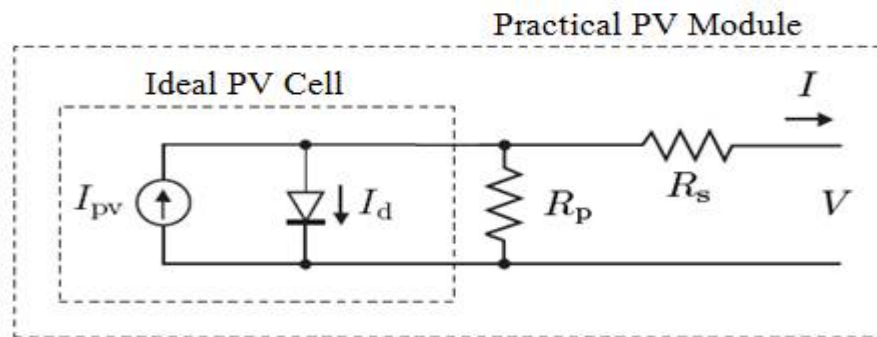 Practical PV Module
Ideal PV Cell
I
Ipv
Id
Rp
Rs
V